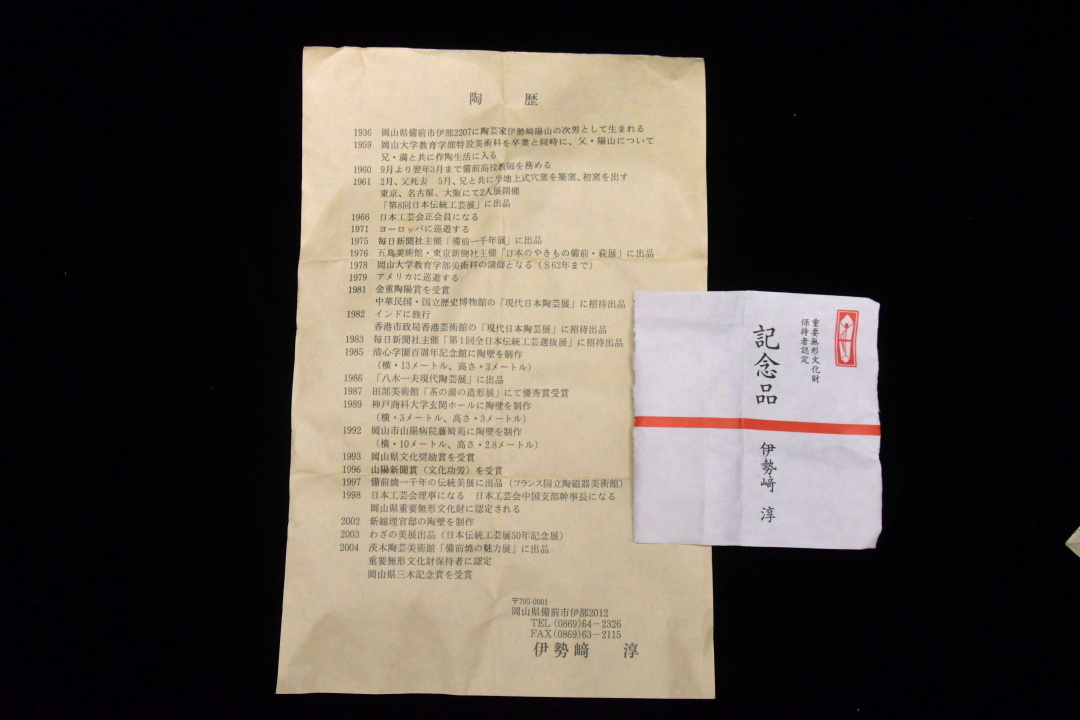 陶　歴
1936 岡山県備前市伊部2207に陶芸家伊勢﨑陽山の次男として生まれる
1959 岡山大学教育学部特設美術科を卒業と同時に、父・陽山について
兄・満と共に作陶生活に入る
1960 9月より翌年3月まで備前高校教師を務める
1961 2月、父死去　5月、兄と共に半地上式穴窯を築窯、初窯を出す
東京、名古屋、大阪にて2人展開催
「第8回日本伝統工芸展」に出品
1966 日本工芸会正会員になる
1971 ヨーロッパに巡遊する
1975 毎日新聞社主催「備前一千年展」に出品
1976 五島美術館・東京新聞社主催「日本のやきもの備前・萩展」に出品
1978 岡山大学教育学部美術科の講師となる（S62年まで）
1979 アメリカに巡遊する
1981 金重陶陽賞を受賞
中華民国・国立歴史博物館の「現代日本陶芸展」に招待出品
1982 インドに旅行
香港市政局香港芸術館の「現代日本陶芸展」に招待出品
1983 毎日新聞社主催「第1回全日本伝統工芸選抜展」に招待出品
1985 清心学園百周年記念館に陶壁を制作
（横・13メートル、高さ・3メートル）
1986 「八木一夫現代陶芸展」に出品
1987 田部美術館「茶の湯の造形展」にて優秀賞受賞
1989 神戸商科大学玄関ホールに陶壁を制作
（横・3メートル、高さ・3メートル）
1992 岡山市山陽病院藤崎苑に陶壁を制作
（横・10メートル、高さ・2.8メートル）
1993 岡山県文化奨励賞を受賞
1996 山陽新聞賞（文化功労）を受賞
1997 備前焼一千年の伝統美展に出品（フランス国立陶磁器美術館）
1998 日本工芸会理事になる　日本工芸会中国支部幹事長になる
岡山県重要無形文化財に認定される
2002 新総理官邸の陶壁を制作
2003 わざの美展出品（日本伝統工芸展50年記念展）
2004 茨木陶芸美術館「備前焼の魅力展」に出品
重要無形文化財保持者に認定
岡山県三木記念賞を受賞
〒705-0001
岡山県備前市伊部2012
TEL（0869）64－2326
FAX（0869）63－2115
伊勢﨑　淳
重要無形文化財
保持者認定
記念品
伊勢﨑　淳